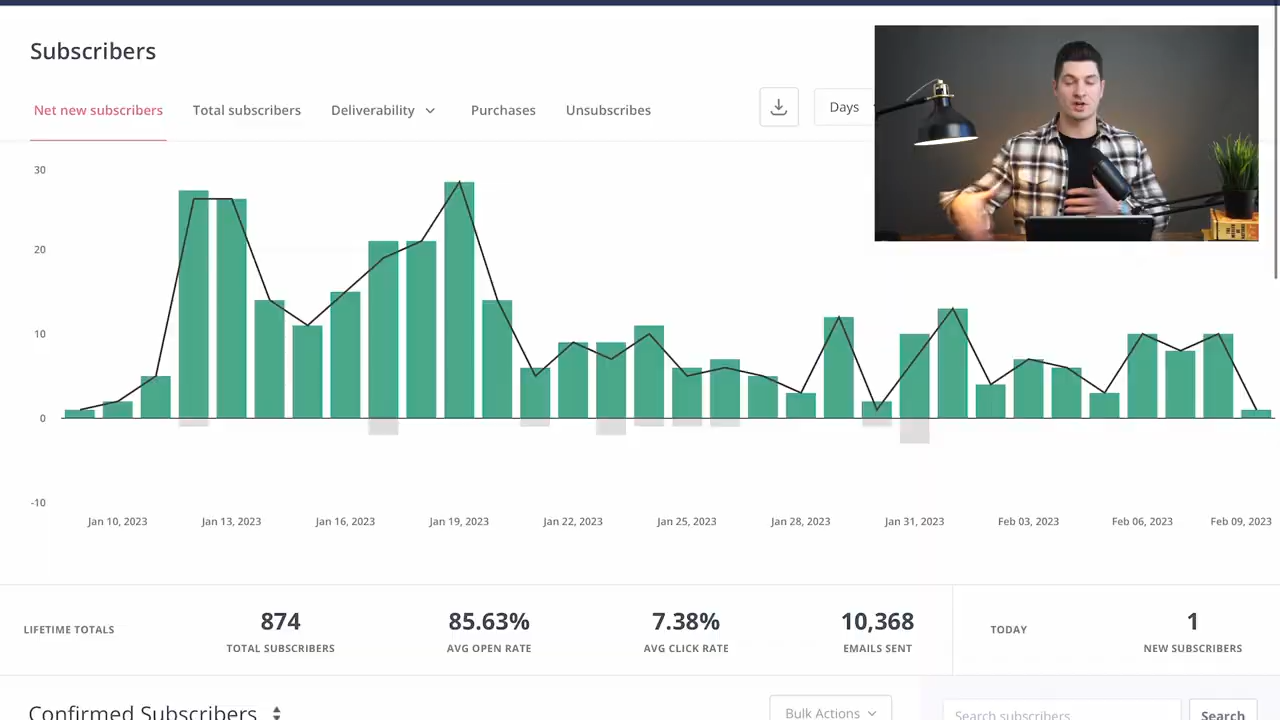 Subscribers
Net new subscribers Total subscribers Deliverability Purchases Unsubscribes Days
30
20
10
0
-10
Jan 10, 2023 Jan 13, 2023 Jan 16, 2023 Jan 19, 2023 Jan 22, 2023 Jan 25, 2023 Jan 28, 2023 Jan 31, 2023 Feb 03, 2023 Feb 06, 2023 Feb 09, 2023
LIFETIME TOTALS
874
TOTAL SUBSCRIBERS
85.63%
AVG OPEN RATE
7.38%
AVG CLICK RATE
10,368
EMAILS SENT
TODAY
1
NEW SUBSCRIBERS
Confirmed Subscribers
Bulk Actions
Search subscribers
Search